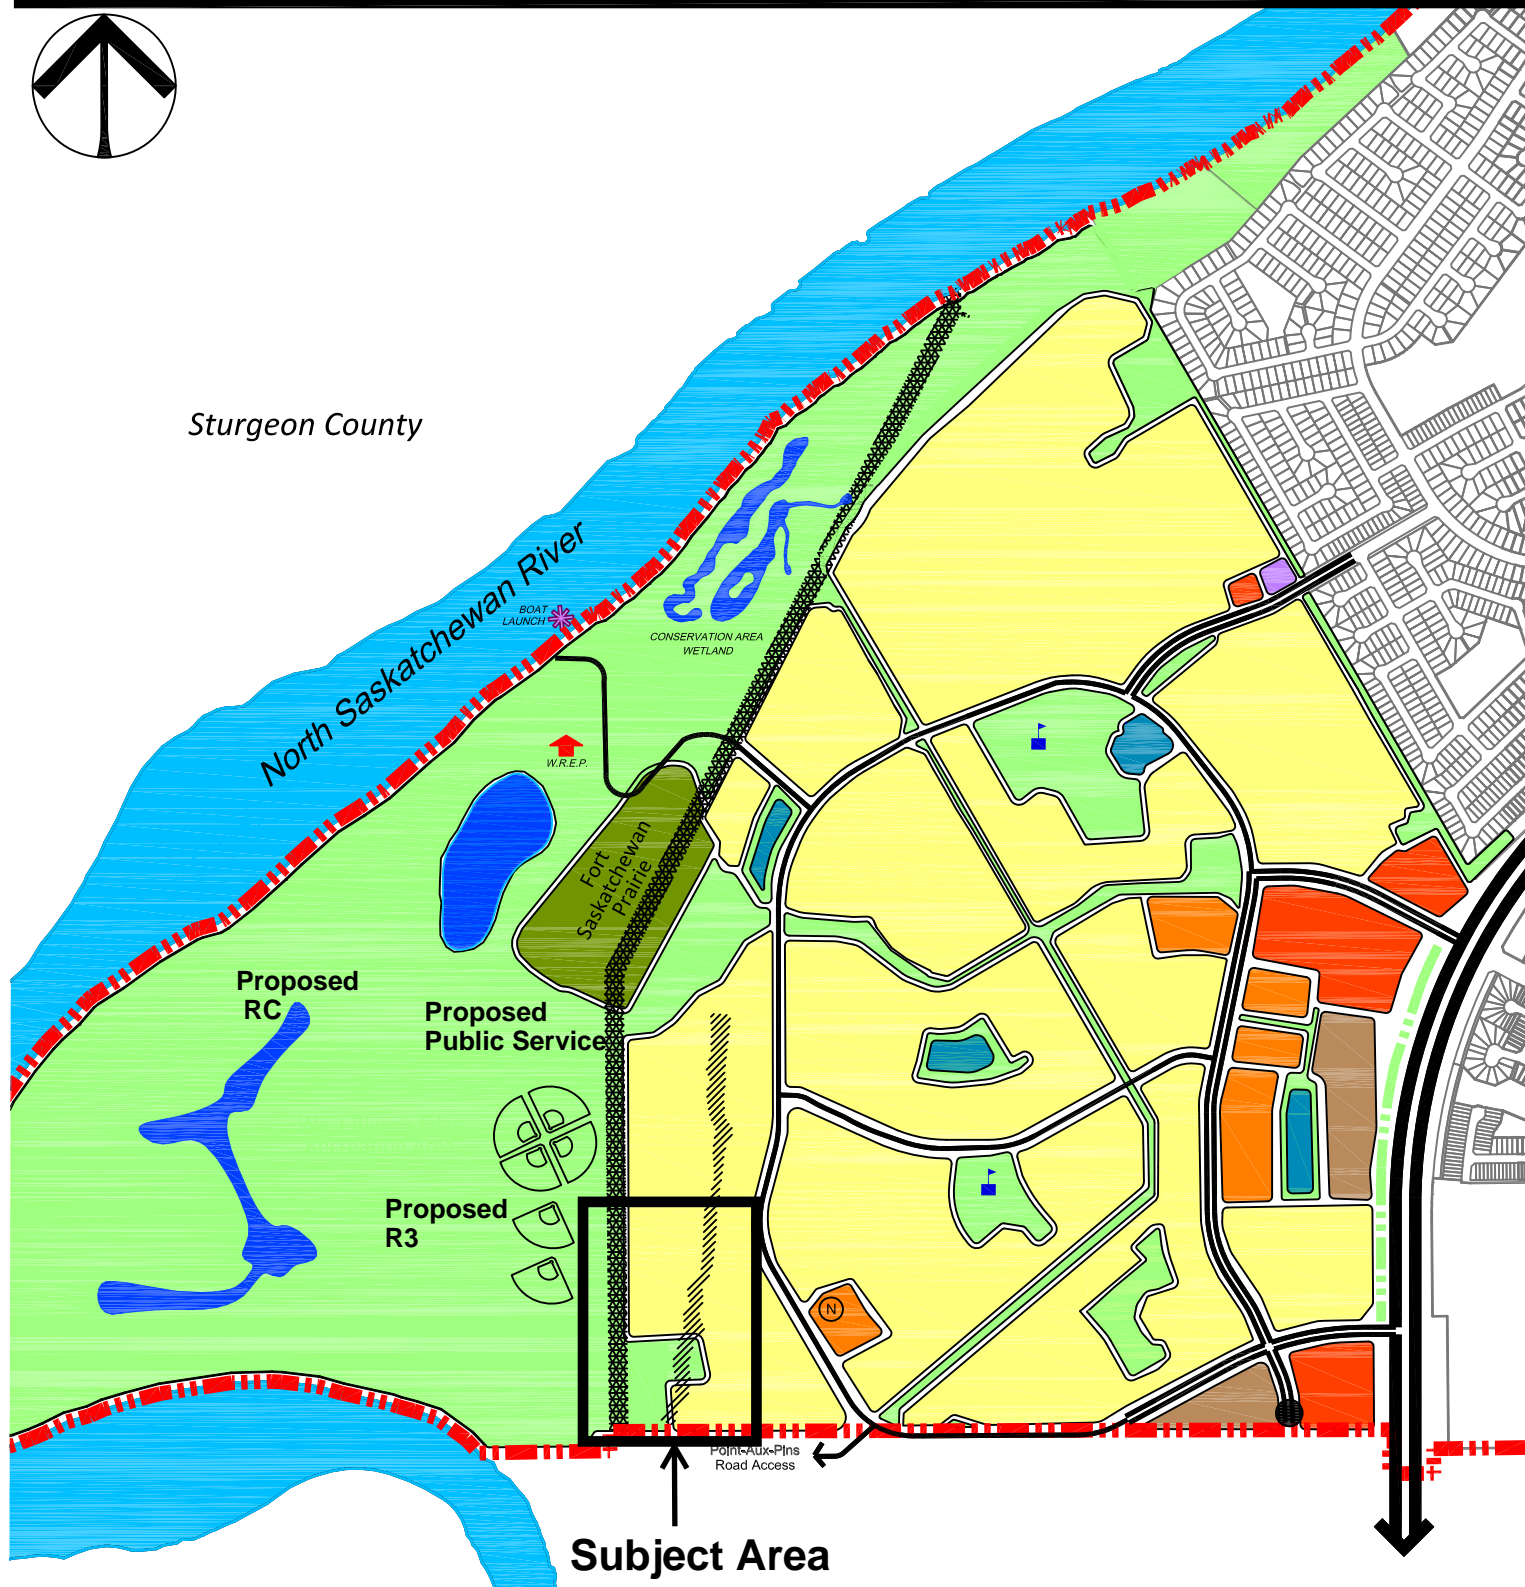 Sturgeon County
North Saskatchewan River
BOAT
LAUNCH
CONSERVATION AREA
WETLAND
W.R.E.P.
Fort
Saskatchewan
Prairie
Proposed
RC
Proposed
Public Service
Proposed
R3
N
Point-Aux-Pins
Road Access
Subject Area